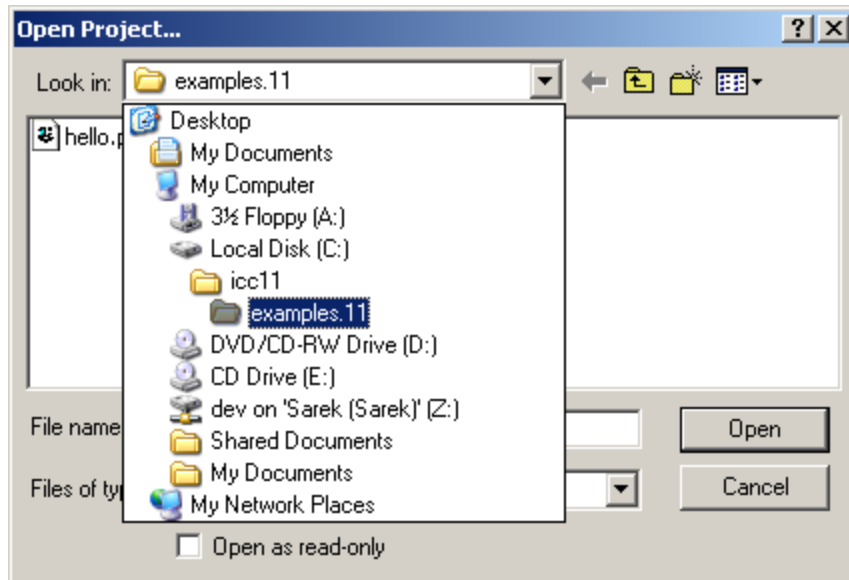 Open Project...
Look in: examples.11
hello.p
Desktop
My Documents
My Computer
3½ Floppy (A:)
Local Disk (C:)
icc11
examples.11
DVD/CD-RW Drive (D:)
CD Drive (E:)
dev on 'Sarek (Sarek)' (Z:)
Shared Documents
My Documents
My Network Places
File name
Open
Files of ty
Cancel
Open as read-only